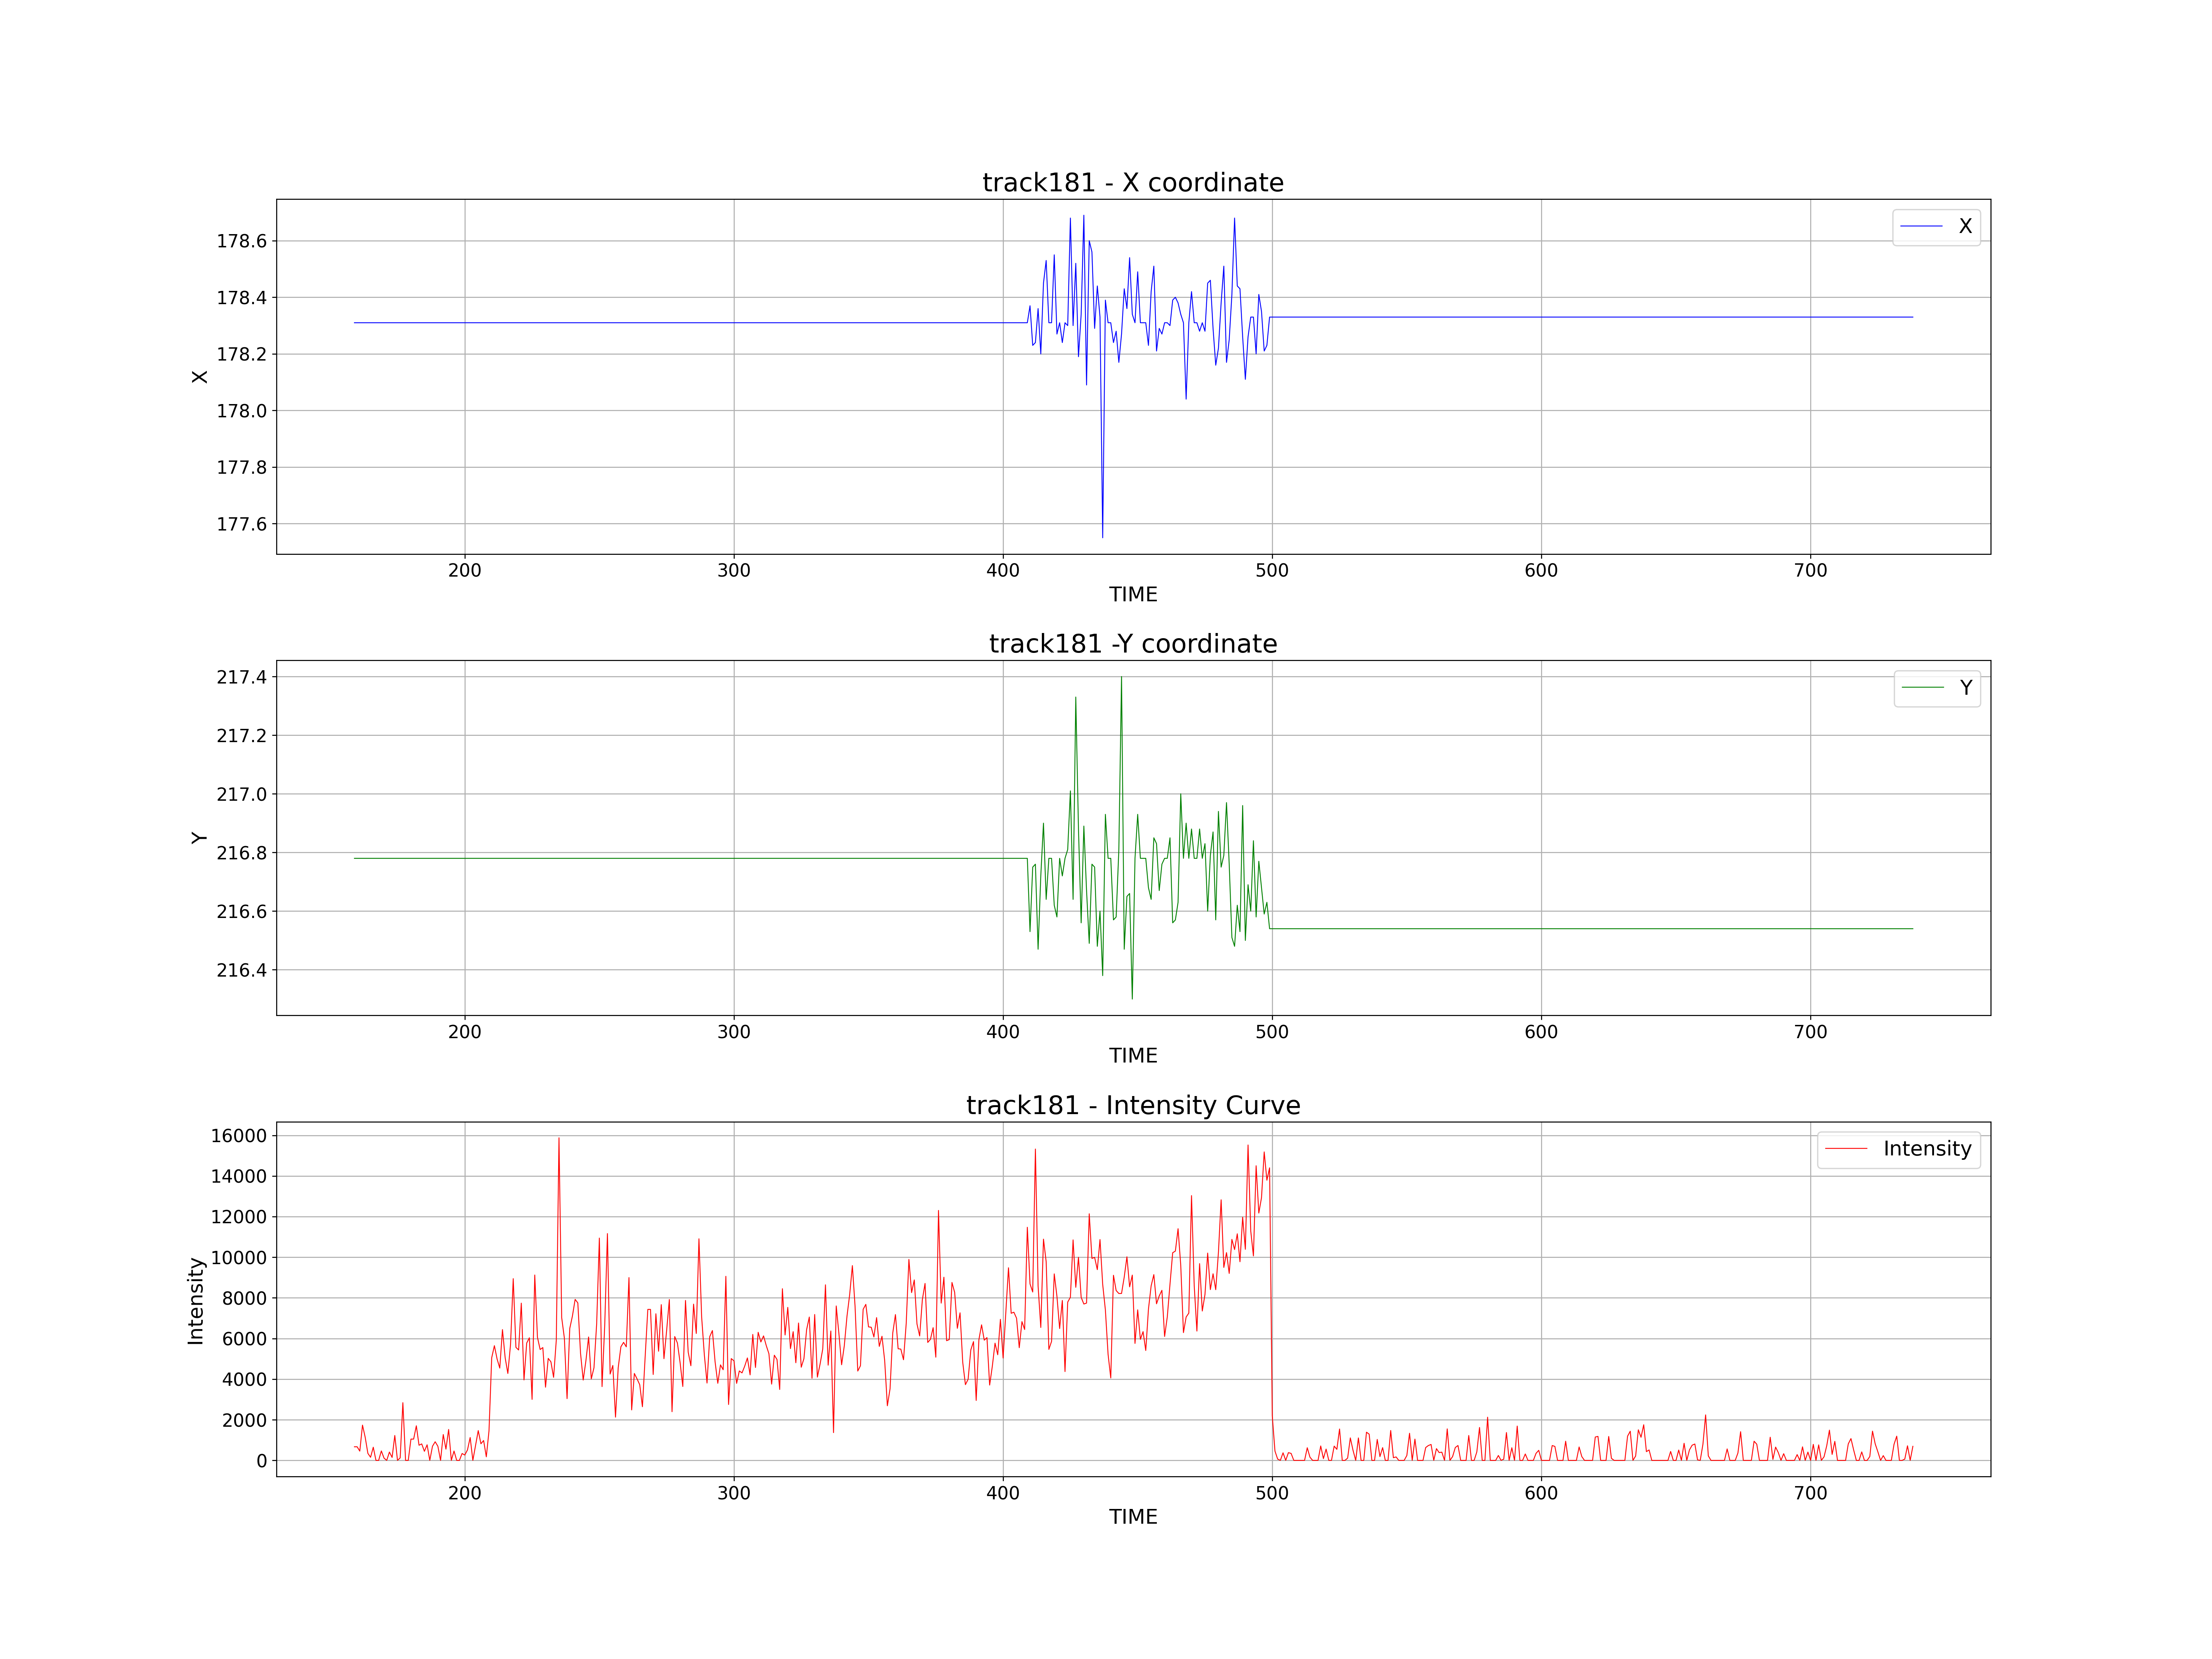 track181 - X coordinate
X
178.6
178.4
178.2
178.0
177.8
177.6
X
200 300 400 500 600 700
TIME
track181 -Y coordinate
Y
217.4
217.2
217.0
216.8
216.6
216.4
Y
200 300 400 500 600 700
TIME
track181 - Intensity Curve
Intensity
16000
14000
12000
10000
8000
6000
4000
2000
0
Intensity
200 300 400 500 600 700
TIME